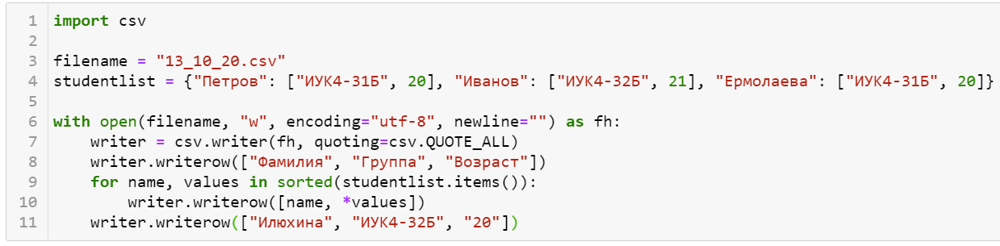 1 import csv
2
3 filename = "13_10_20.csv"
4 studentlist = {"Петров": ["ИУК4-31Б", 20], "Иванов": ["ИУК4-32Б", 21], "Ермолаева": ["ИУК4-31Б", 20]}
5
6 with open(filename, "w", encoding="utf-8", newline="") as fh:
7     writer = csv.writer(fh, quoting=csv.QUOTE_ALL)
8     writer.writerow(["Фамилия", "Группа", "Возраст"])
9     for name, values in sorted(studentlist.items()):
10         writer.writerow([name, *values])
11     writer.writerow(["Илюхина", "ИУК4-32Б", "20"])